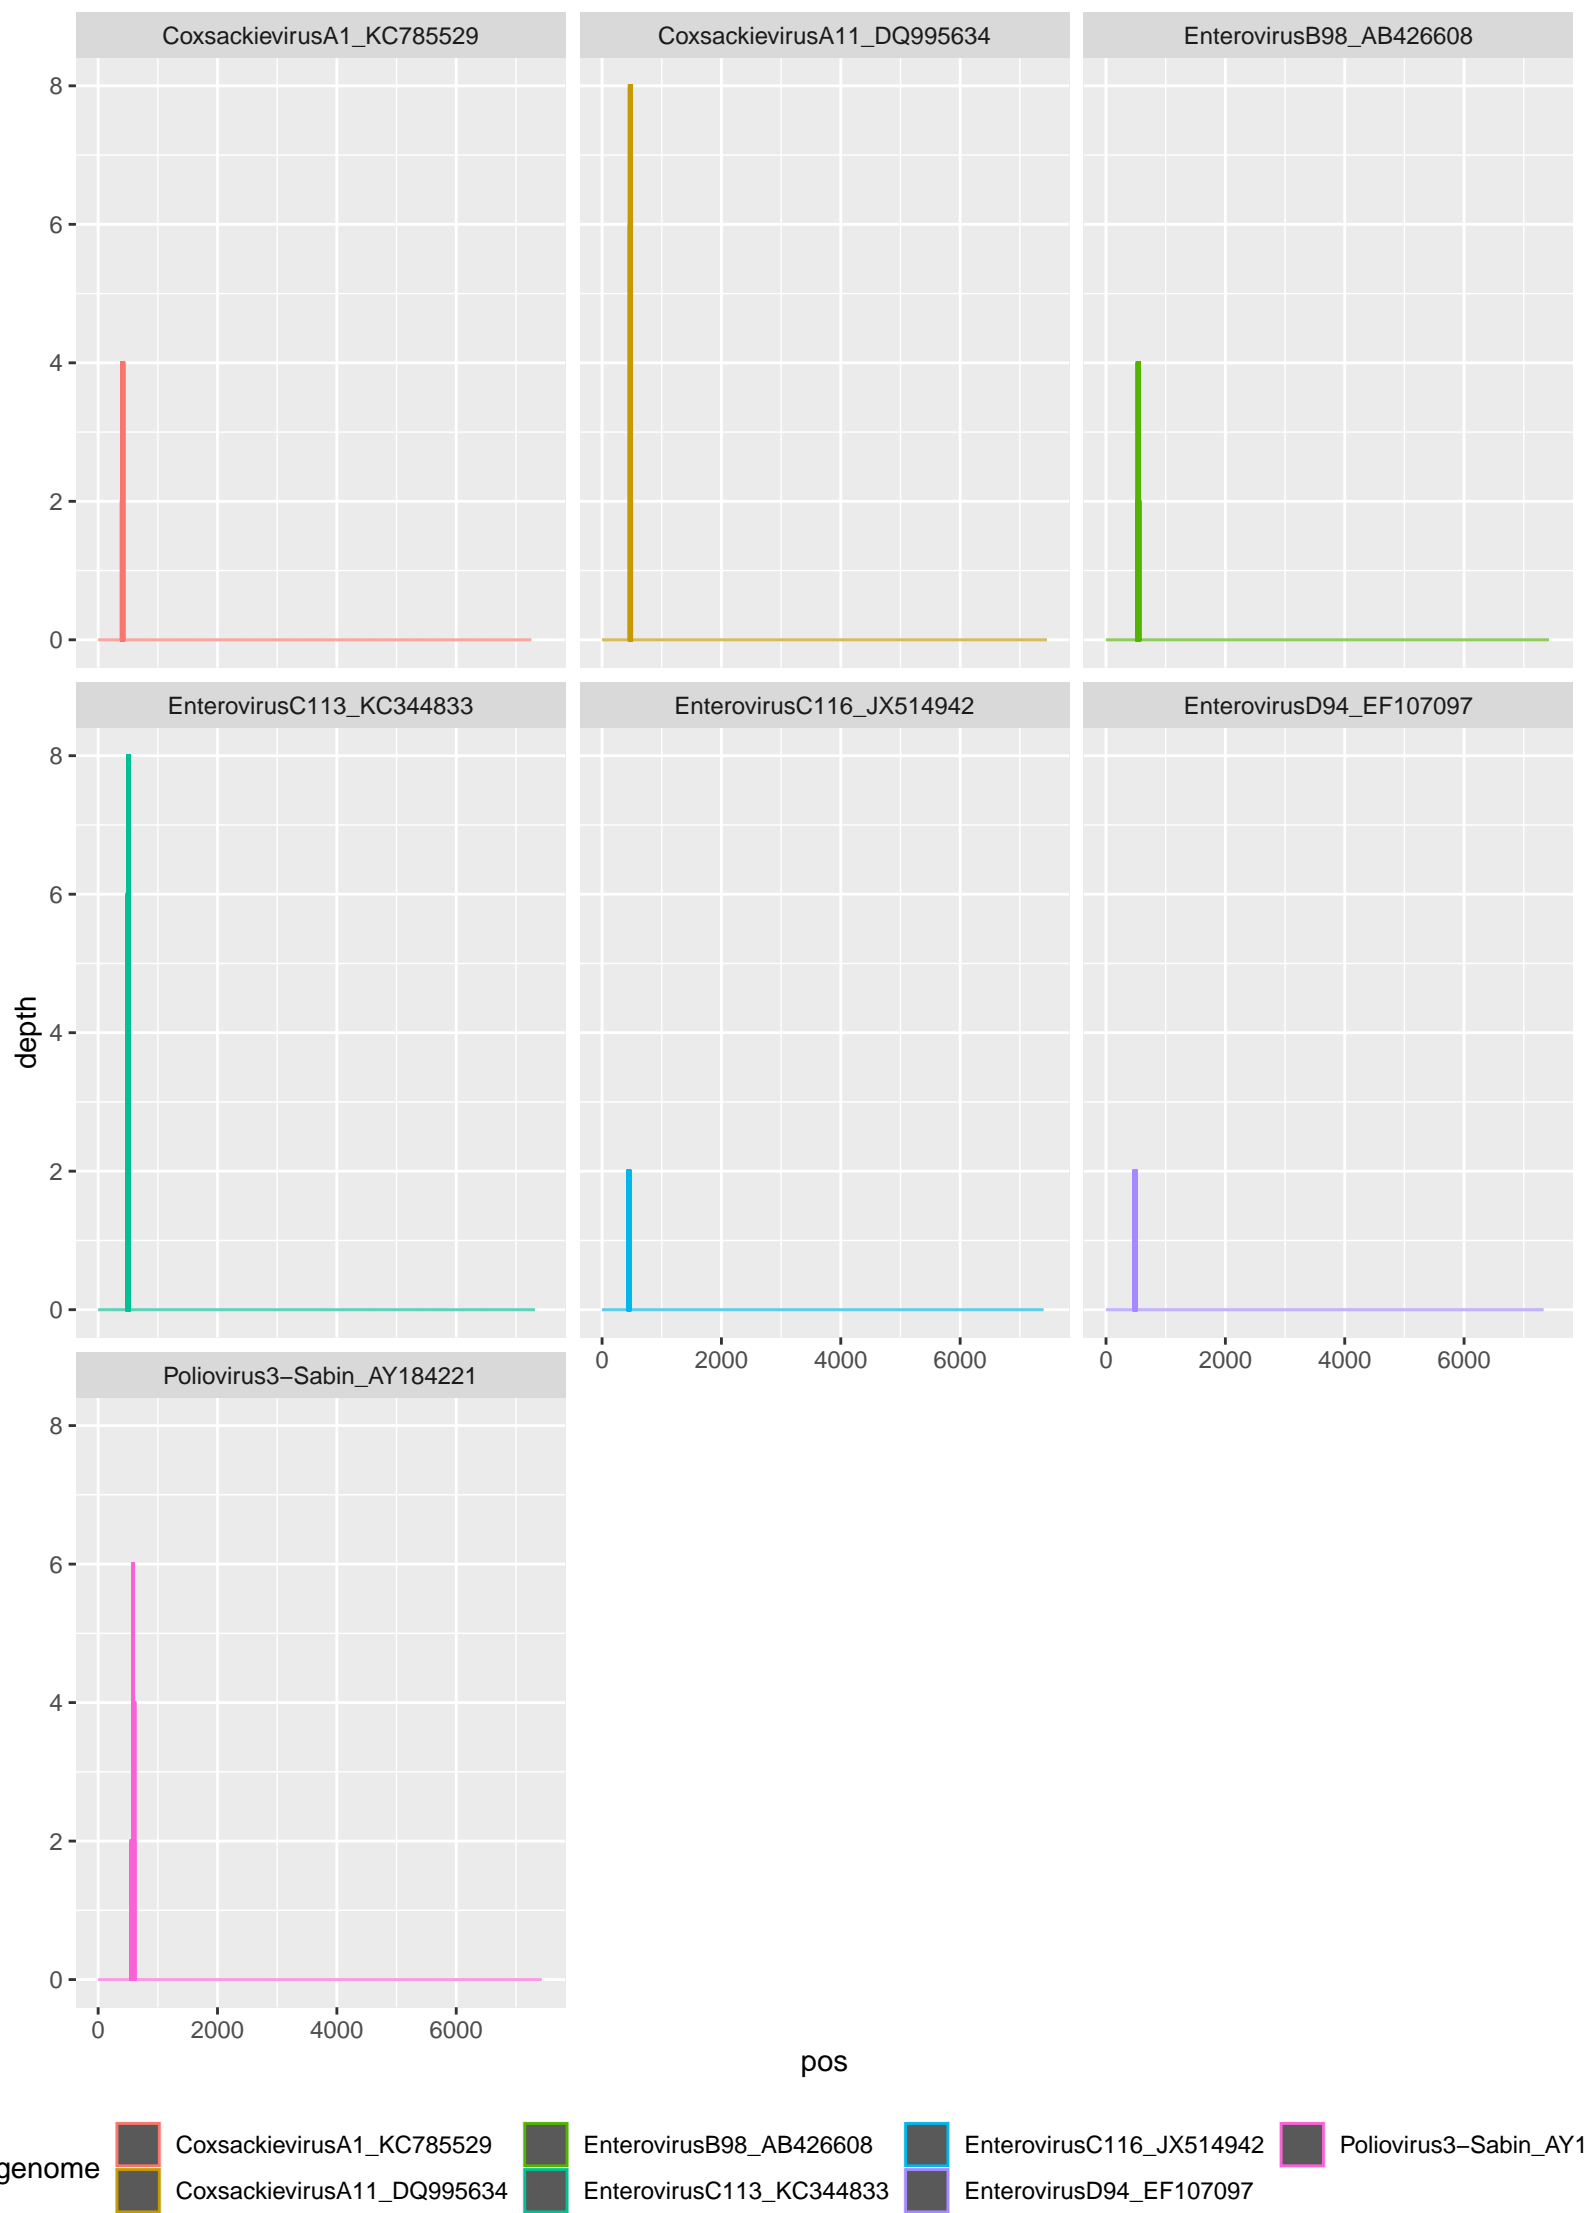 CoxsackievirusA1_KC785529 CoxsackievirusA11_DQ995634 EnterovirusB98_AB426608
8
6
4
2
0
EnterovirusC113_KC344833 EnterovirusC116_JX514942 EnterovirusD94_EF107097
8
6
4
2
0
depth
0 2000 4000 6000 0 2000 4000 6000
Poliovirus3−Sabin_AY184221
8
6
4
2
0
0 2000 4000 6000
pos
genome
CoxsackievirusA1_KC785529 EnterovirusB98_AB426608 EnterovirusC116_JX514942 Poliovirus3−Sabin_AY1
CoxsackievirusA11_DQ995634 EnterovirusC113_KC344833 EnterovirusD94_EF107097